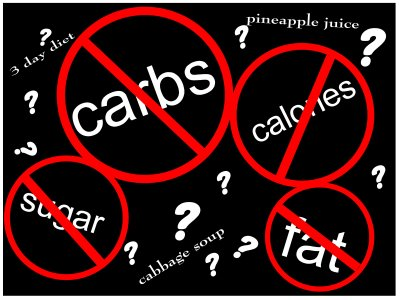 pineapple juice
?
?
?
3 day diet
carbs
calories
?
?
?
sugar
?
fat
?
?
?
?
cabbage soup